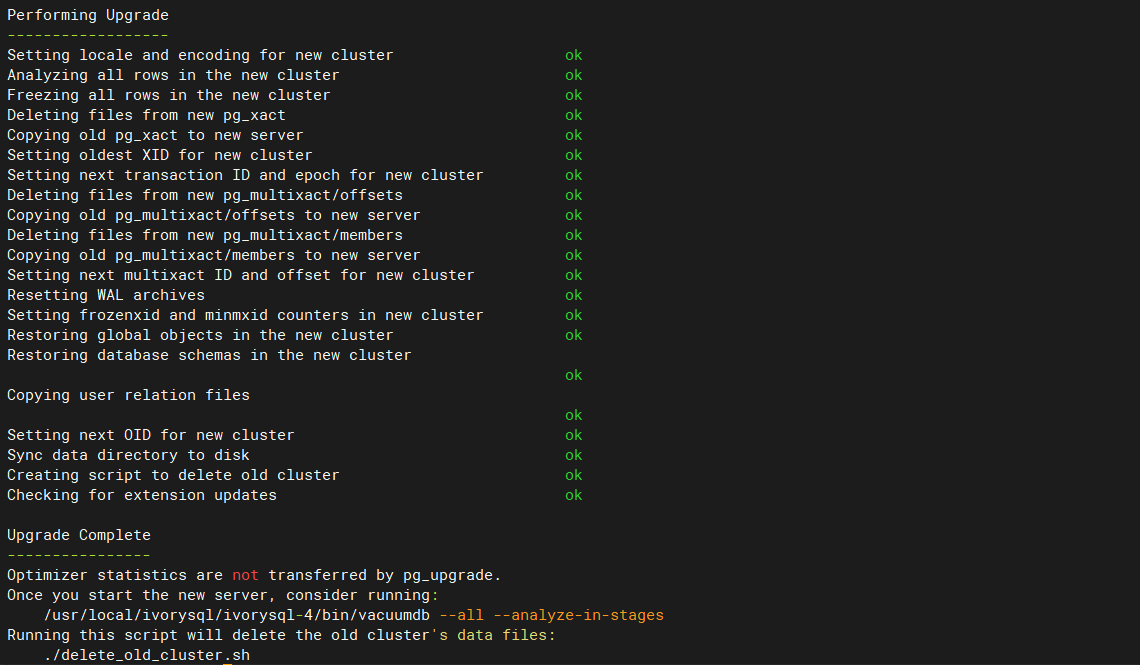 Performing Upgrade
------------------
Setting locale and encoding for new cluster ok
Analyzing all rows in the new cluster ok
Freezing all rows in the new cluster ok
Deleting files from new pg_xact ok
Copying old pg_xact to new server ok
Setting oldest XID for new cluster ok
Setting next transaction ID and epoch for new cluster ok
Deleting files from new pg_multixact/offsets ok
Copying old pg_multixact/offsets to new server ok
Deleting files from new pg_multixact/members ok
Copying old pg_multixact/members to new server ok
Setting next multixact ID and offset for new cluster ok
Resetting WAL archives ok
Setting frozenxid and minmxid counters in new cluster ok
Restoring global objects in the new cluster ok
Restoring database schemas in the new cluster
ok
Copying user relation files
ok
Setting next OID for new cluster ok
Sync data directory to disk ok
Creating script to delete old cluster ok
Checking for extension updates ok
Upgrade Complete
----------------
Optimizer statistics are not transferred by pg_upgrade.
Once you start the new server, consider running:
/usr/local/ivorysql/ivorysql-4/bin/vacuumdb --all --analyze-in-stages
Running this script will delete the old cluster's data files:
./delete_old_cluster.sh